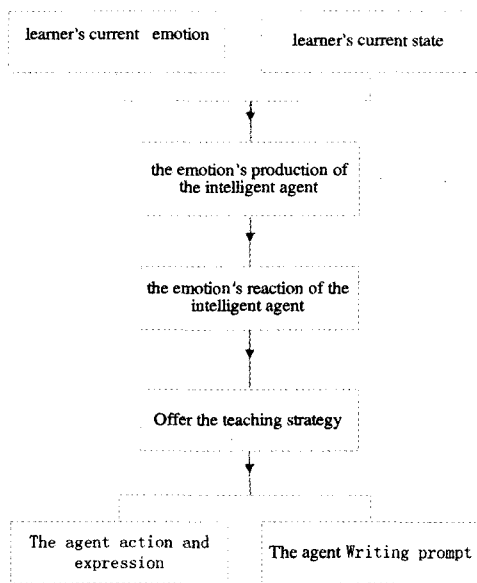 learner's current emotion
learner's current state
the emotion's production of
the intelligent agent
the emotion's reaction of the
intelligent agent
Offer the teaching strategy
The agent action and
expression
The agent Writing prompt